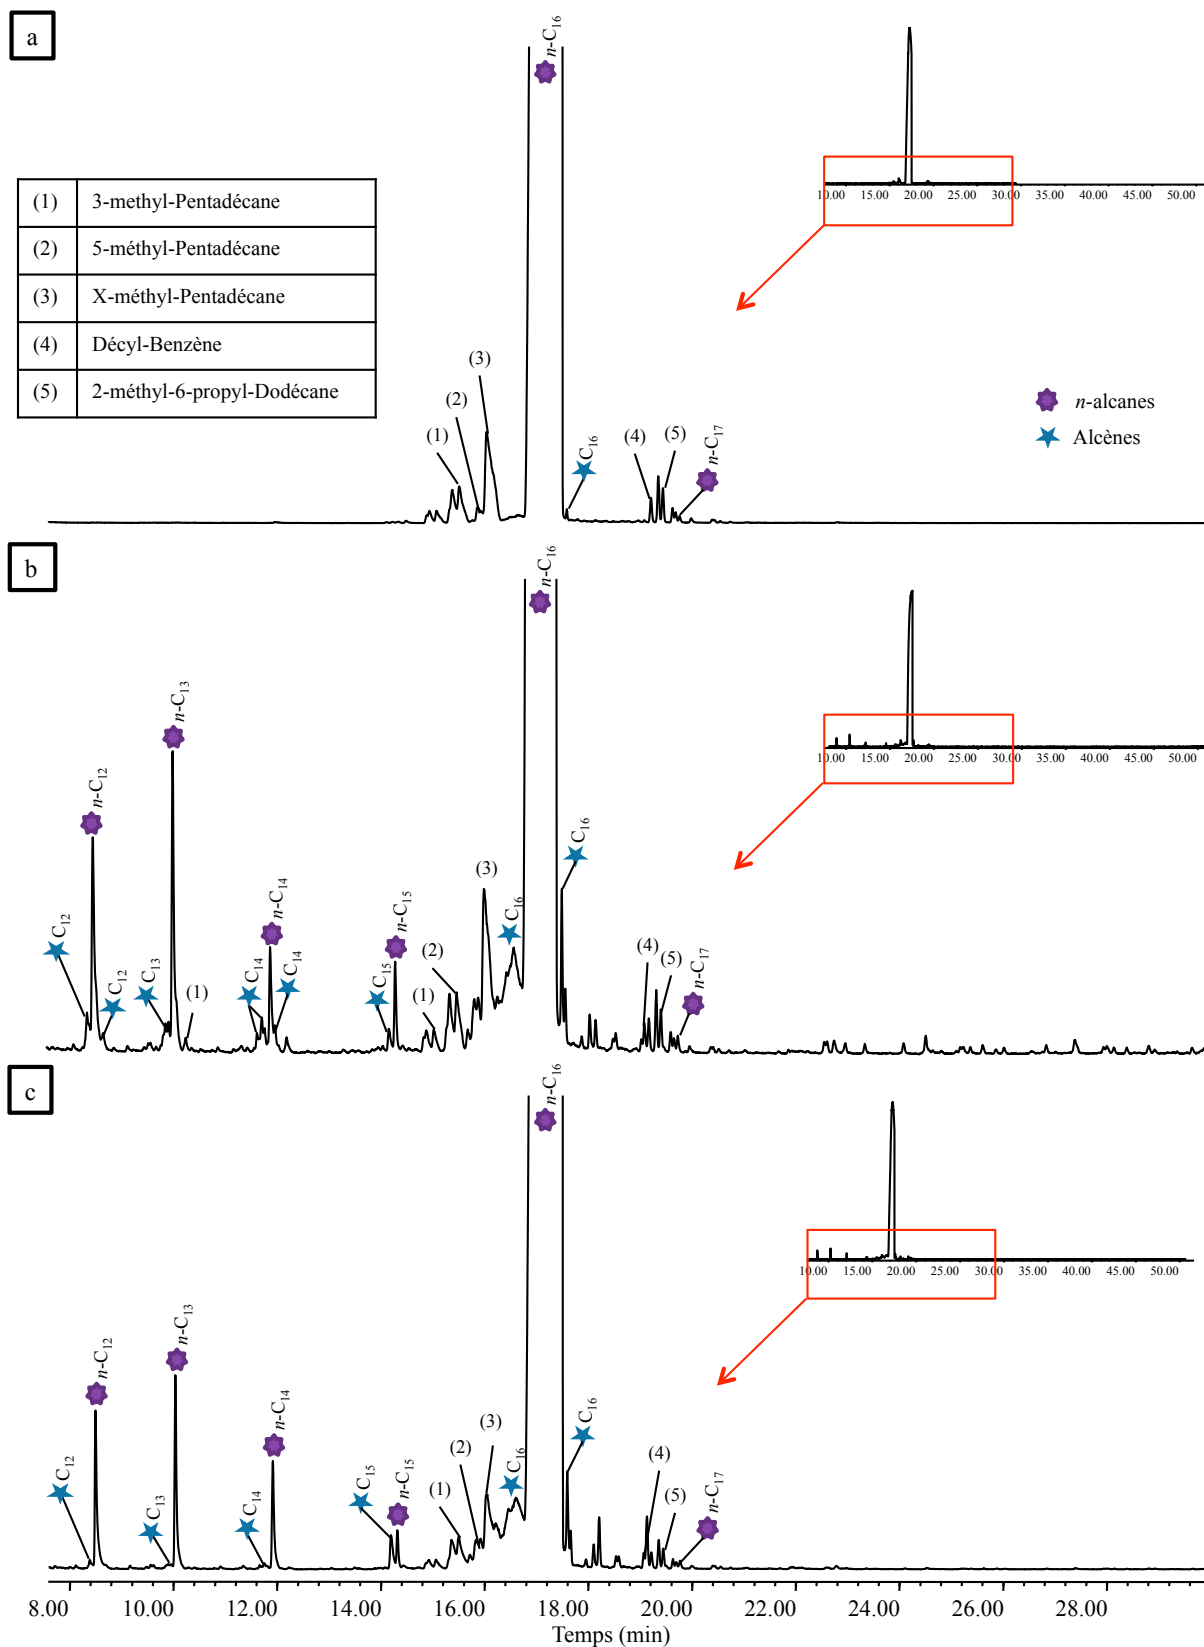 a
n-C16
10.00 15.00 20.00 25.00 30.00 35.00 40.00 45.00 50.00
(1) 3-methyl-Pentadécane
(2) 5-méthyl-Pentadécane
(3) X-méthyl-Pentadécane
(4) Décyl-Benzène
(5) 2-méthyl-6-propyl-Dodécane
n-alcanes
Alcènes
(1)
(2)
(3)
C16
(4)
(5)
n-C17
b
n-C16
10.00 15.00 20.00 25.00 30.00 35.00 40.00 45.00 50.00
C12
n-C12
C12
C13
n-C13
(1)
C14
n-C14
C14
C15
n-C15
(1)
(2)
(3)
C16
C16
(4)
(5)
n-C17
c
n-C16
10.00 15.00 20.00 25.00 30.00 35.00 40.00 45.00 50.00
C12
n-C12
C13
n-C13
C14
n-C14
C15
n-C15
(1)
(2)
(3)
C16
C16
(4)
(5)
n-C17
8.00 10.00 12.00 14.00 16.00 18.00 20.00 22.00 24.00 26.00 28.00
Temps (min)